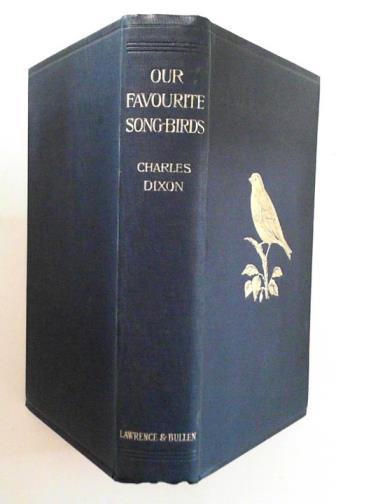 OUR
FAVOURITE
SONG-BIRDS
CHARLES
DIXON
LAWRENCE & BULLEN